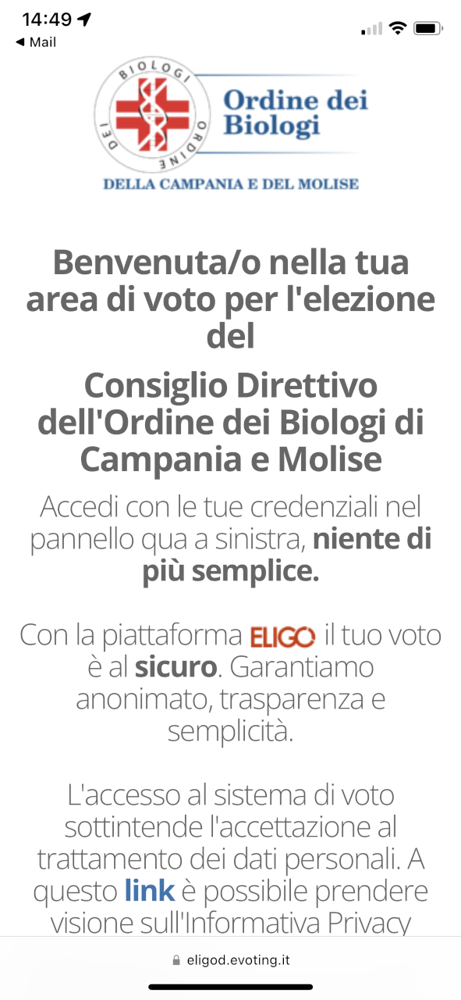 14:49
◀ Mail
BIOLOGI
ORDINE
DEI
Ordine dei
Biologi
DELLA CAMPANIA E DEL MOLISE
Benvenuta/o nella tua
area di voto per l'elezione
del
Consiglio Direttivo
dell'Ordine dei Biologi di
Campania e Molise
Accedi con le tue credenziali nel
pannello qua a sinistra, niente di
più semplice.
Con la piattaforma ELIGO il tuo voto
è al sicuro. Garantiamo
anonimato, trasparenza e
semplicità.
L'accesso al sistema di voto
sottintende l'accettazione al
trattamento dei dati personali. A
questo link è possibile prendere
visione sull'Informativa Privacy
eligod.evoting.it